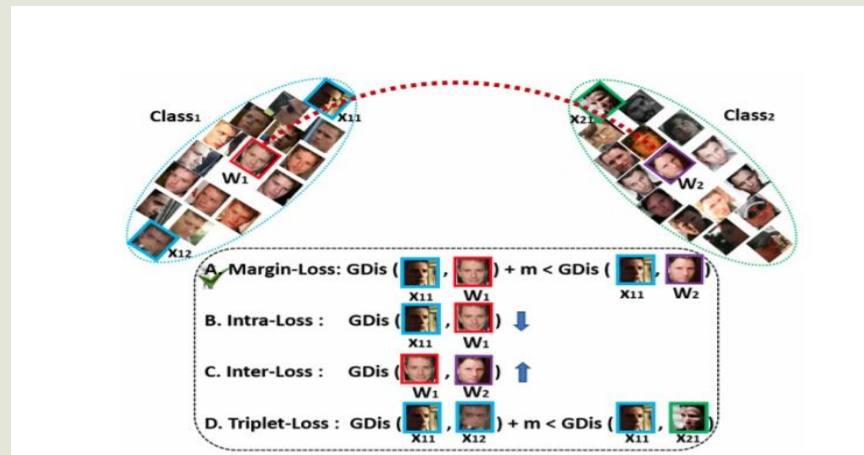 Class₁
x₁₁
x₂₁
Class₂
W₁
W₂
x₁₂
A. Margin-Loss: GDis ( , ) + m < GDis ( , )
x₁₁ W₁ x₁₁ W₂
B. Intra-Loss : GDis ( , )
x₁₁ W₁
C. Inter-Loss : GDis ( , )
W₁ W₂
D. Triplet-Loss : GDis ( , ) + m < GDis ( , )
x₁₁ x₁₂ x₁₁ x₂₁